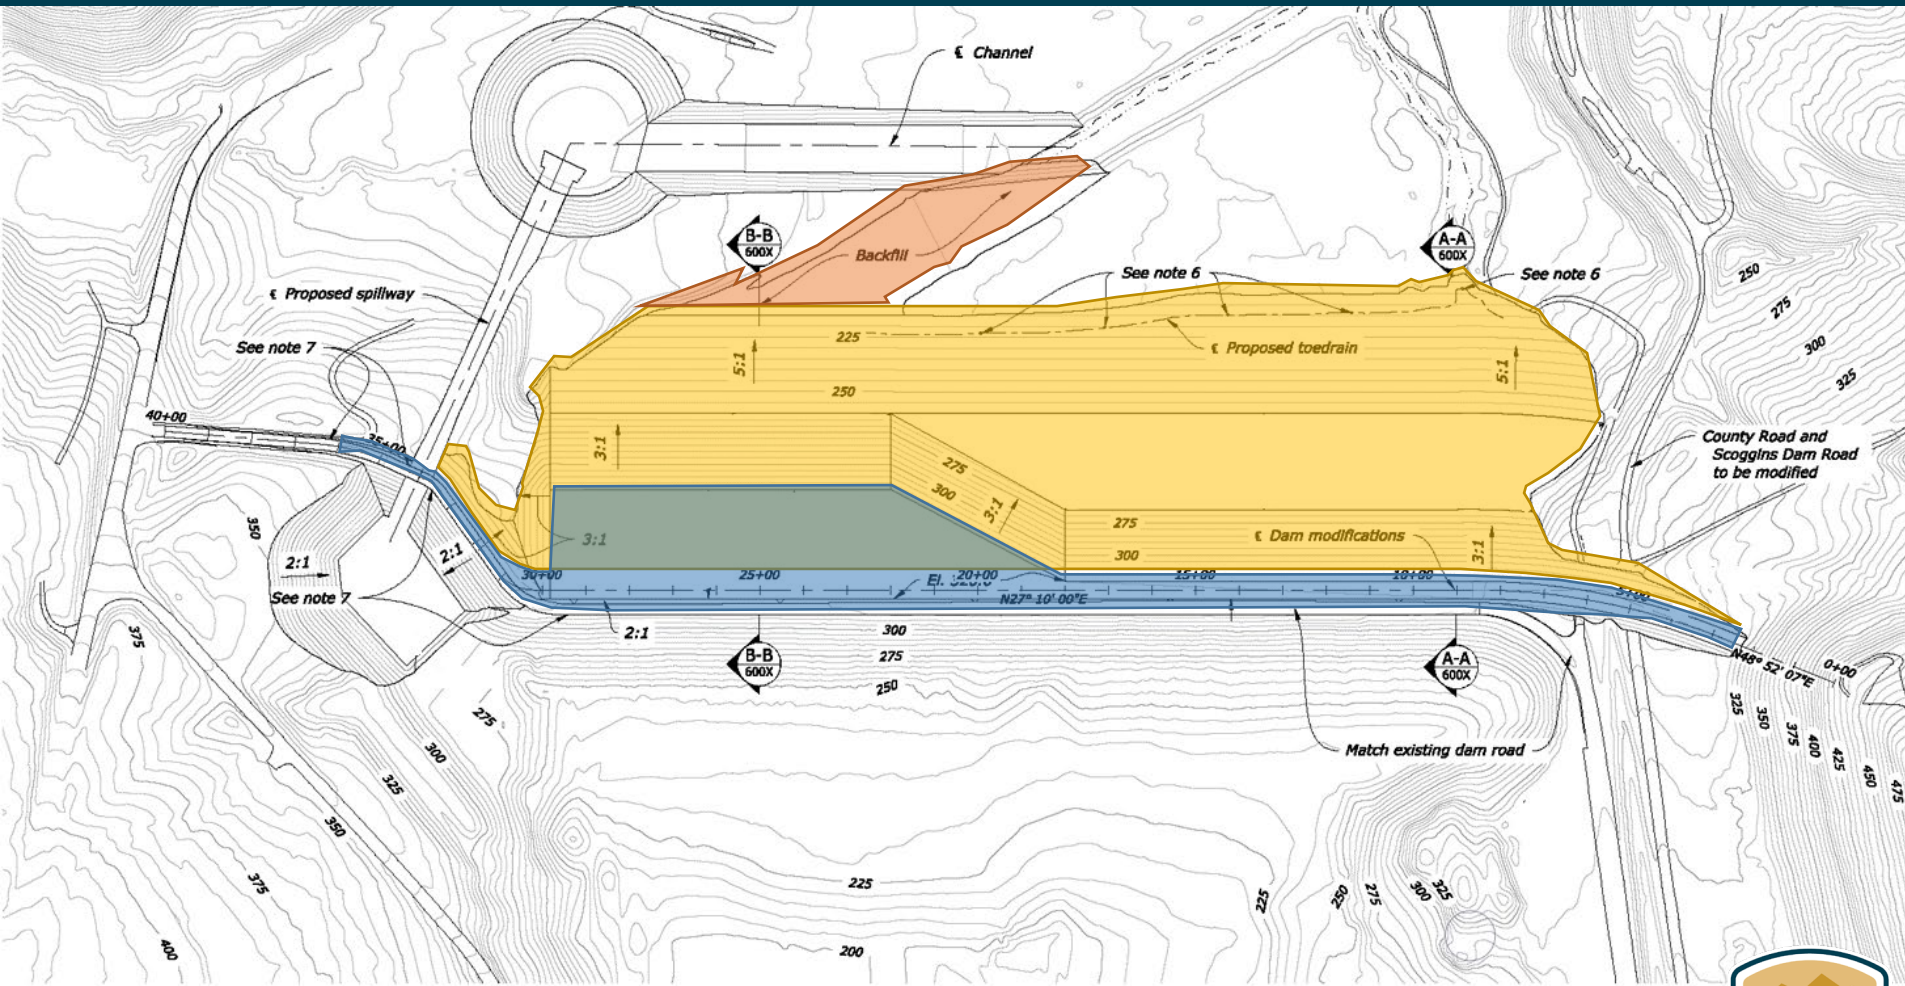 ℄ Channel
B-B
600X
A-A
600X
Backfill
See note 6
See note 6
250
℄ Proposed spillway
275
300
See note 7
225
5:1
℄ Proposed toedrain
5:1
325
250
40+00
35+00
3:1
County Road and
Scoggins Dam Road
to be modified
275
300
3:1
275
300
℄ Dam modifications
3:1
350
3:1
2:1
2:1
30+00
25+00
20+00
15+00
10+00
5+00
El.
N27° 10' 00"E
See note 7
2:1
300
375
B-B
600X
275
A-A
600X
N48° 52' 07"E
0+00
250
275
325
350
375
400
425
450
475
300
Match existing dam road
325
350
375
225
225
250
275
300
325
400
200